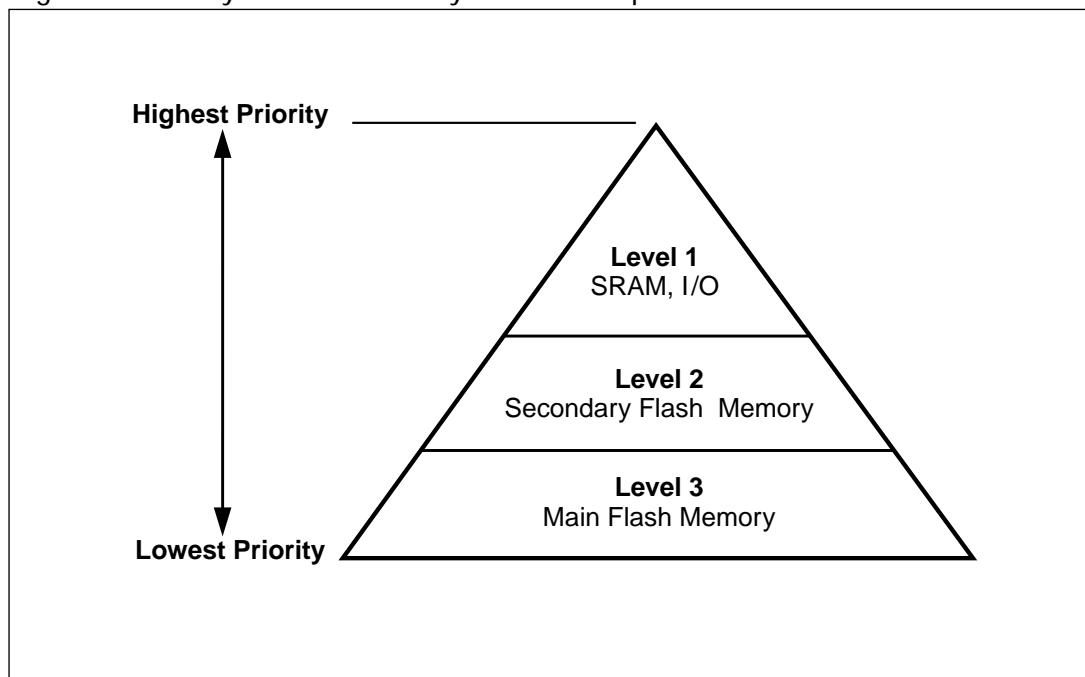 Highest Priority
Level 1
SRAM, I/O
Level 2
Secondary Flash Memory
Level 3
Main Flash Memory
Lowest Priority